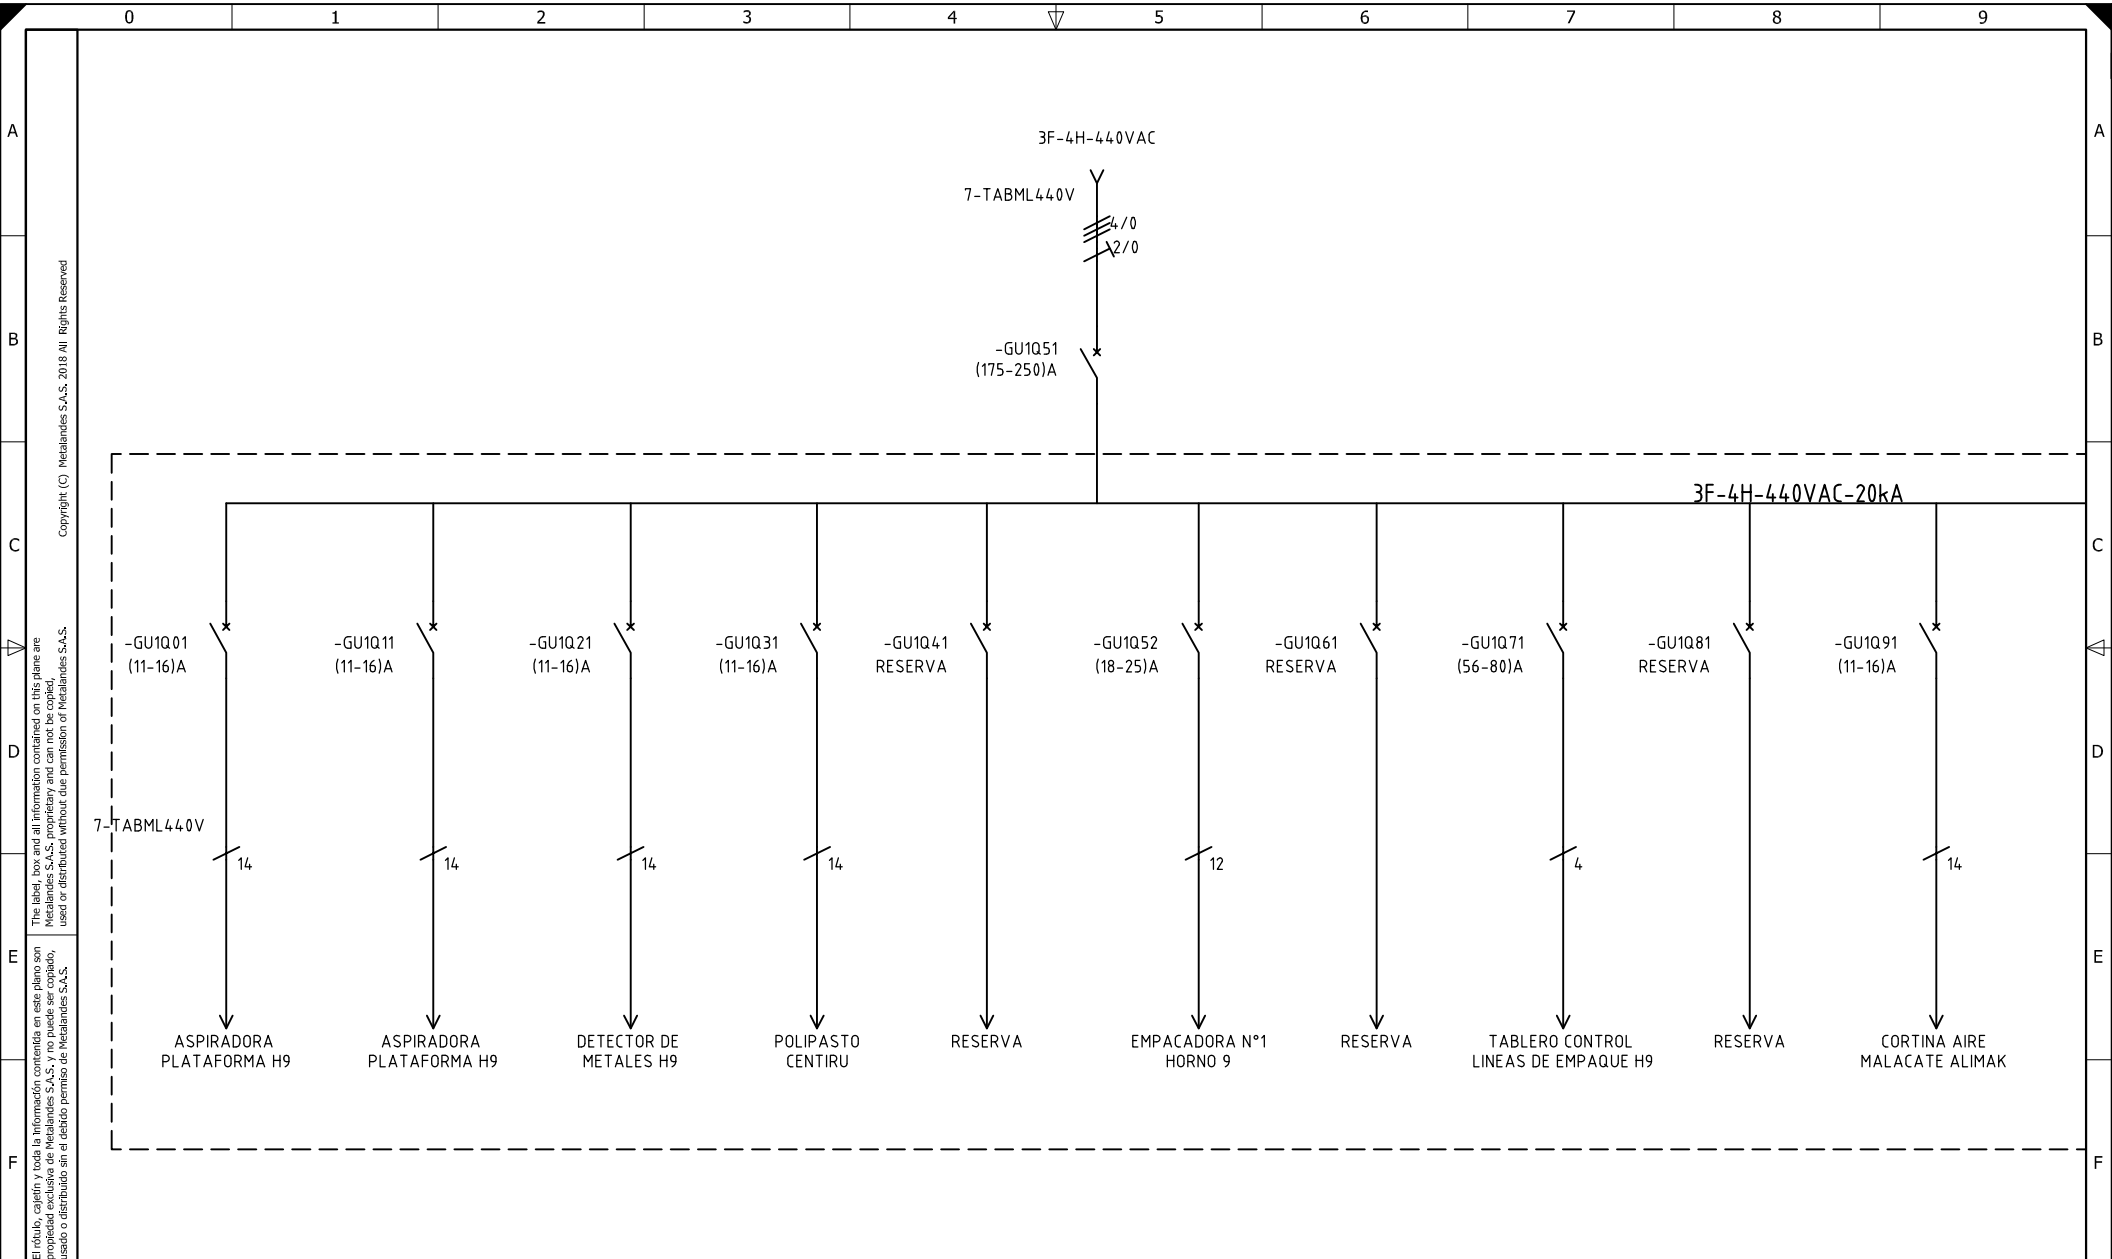 0 1 2 3 4 5 6 7 8 9
A A
3F-4H-440VAC
7-TABML440V
4/0
2/0
B B
-GU1Q51
(175-250)A
3F-4H-440VAC-20kA
C C
-GU1Q01 -GU1Q11 -GU1Q21 -GU1Q31 -GU1Q41 -GU1Q52 -GU1Q61 -GU1Q71 -GU1Q81 -GU1Q91
(11-16)A (11-16)A (11-16)A (11-16)A RESERVA (18-25)A RESERVA (56-80)A RESERVA (11-16)A
D D
7-TABML440V
14 14 14 14 12 4 14
E E
ASPIRADORA ASPIRADORA DETECTOR DE POLIPASTO RESERVA EMPACADORA N°1 RESERVA TABLERO CONTROL RESERVA CORTINA AIRE
PLATAFORMA H9 PLATAFORMA H9 METALES H9 CENTIRU HORNO 9 LINEAS DE EMPAQUE H9 MALACATE ALIMAK
F F
The label, box and all information contained on this plane are
Metalandes S.A.S. proprietary and can not be copied,
used or distributed without due permission of Metalandes S.A.S.
Copyright (C) Metalandes S.A.S. 2018 All Rights Reserved
El rótulo, cajetín y toda la información contenida en este plano son
propiedad exclusiva de Metalandes S.A.S. y no puede ser copiado,
usado o distribuido sin el debido permiso de Metalandes S.A.S.